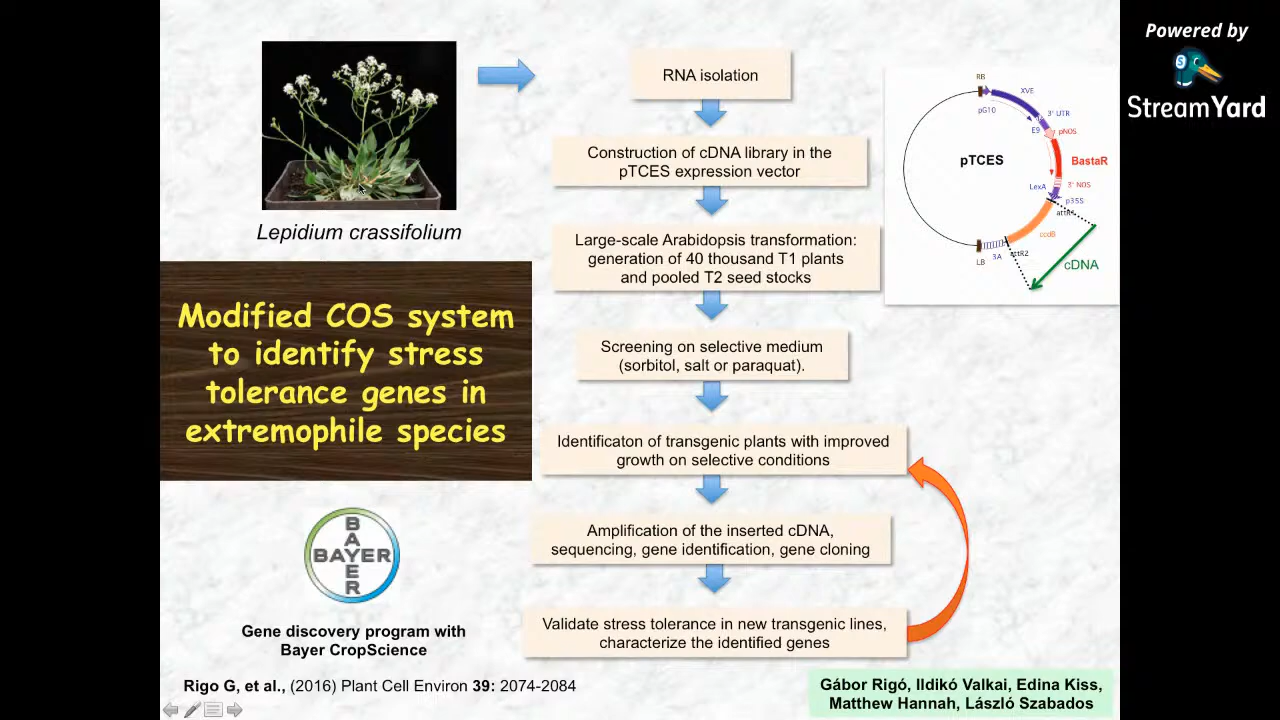 Powered by
StreamYard
Lepidium crassifolium
Modified COS system
to identify stress
tolerance genes in
extremophile species
BAYER
BAYER
Gene discovery program with
Bayer CropScience
RNA isolation
Construction of cDNA library in the
pTCES expression vector
Large-scale Arabidopsis transformation:
generation of 40 thousand T1 plants
and pooled T2 seed stocks
Screening on selective medium
(sorbitol, salt or paraquat).
Identificaton of transgenic plants with improved
growth on selective conditions
Amplification of the inserted cDNA,
sequencing, gene identification, gene cloning
Validate stress tolerance in new transgenic lines,
characterize the identified genes
RB
XVE
pG10
3' UTR
E9
pNOS
pTCES
BastaR
3' NOS
LexA
p35S
ccdB
attR2
3A
LB
cDNA
Rigo G, et al., (2016) Plant Cell Environ 39: 2074-2084
Gábor Rigó, Ildikó Valkai, Edina Kiss,
Matthew Hannah, László Szabados